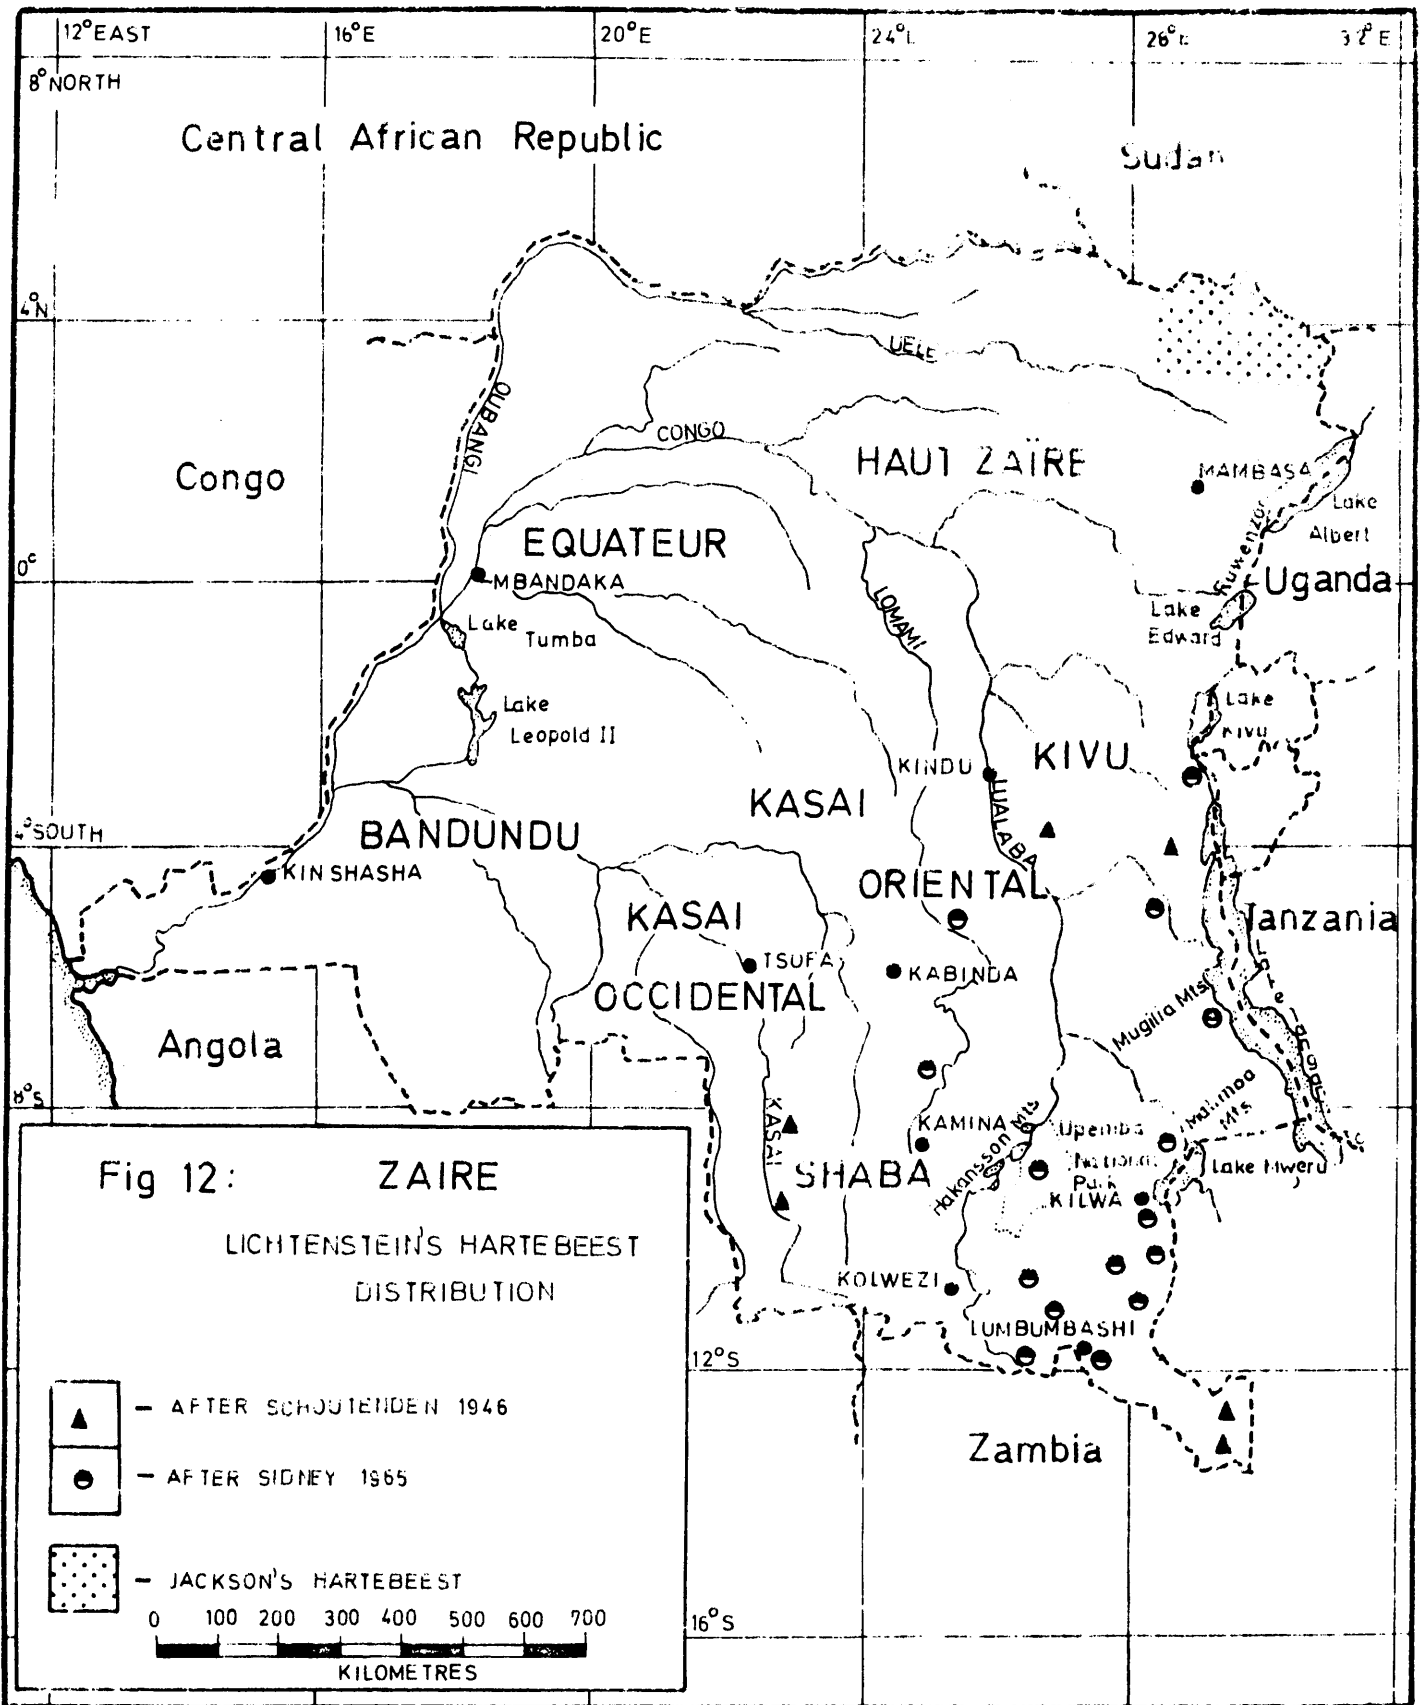 12°EAST
16°E
20°E
24°E
26°E
32°E
8°NORTH
Central African Republic
Sudan
4°N
UELE
OUBANGI
CONGO
HAUT ZAÏRE
Congo
MAMBASA
Lake
Albert
EQUATEUR
Ruwenzor
0°
MBANDAKA
Uganda
LOMAMI
Lake
Edward
Lake
Tumba
Lake
Leopold II
Lake
Kivu
KINDU
KIVU
LUALABA
KASAI
4°SOUTH
BANDUNDU
KINSHASHA
ORIENTAL
KASAI
Tanzania
TSUFA
KABINDA
OCCIDENTAL
Mugilia Mts
Angola
8°S
KASAI
KAMINA
Hakansson Mts
Upemba
National
Park
Mts
Lake Mweru
SHABA
KILWA
KOLWEZI
LUMBUMBASHI
12°S
Zambia
16°S
Fig 12: ZAIRE
LICHTENSTEIN'S HARTEBEEST
DISTRIBUTION
– AFTER SCHOUTENDEN 1946
– AFTER SIDNEY 1965
– JACKSON'S HARTEBEEST
0 100 200 300 400 500 600 700
KILOMETRES